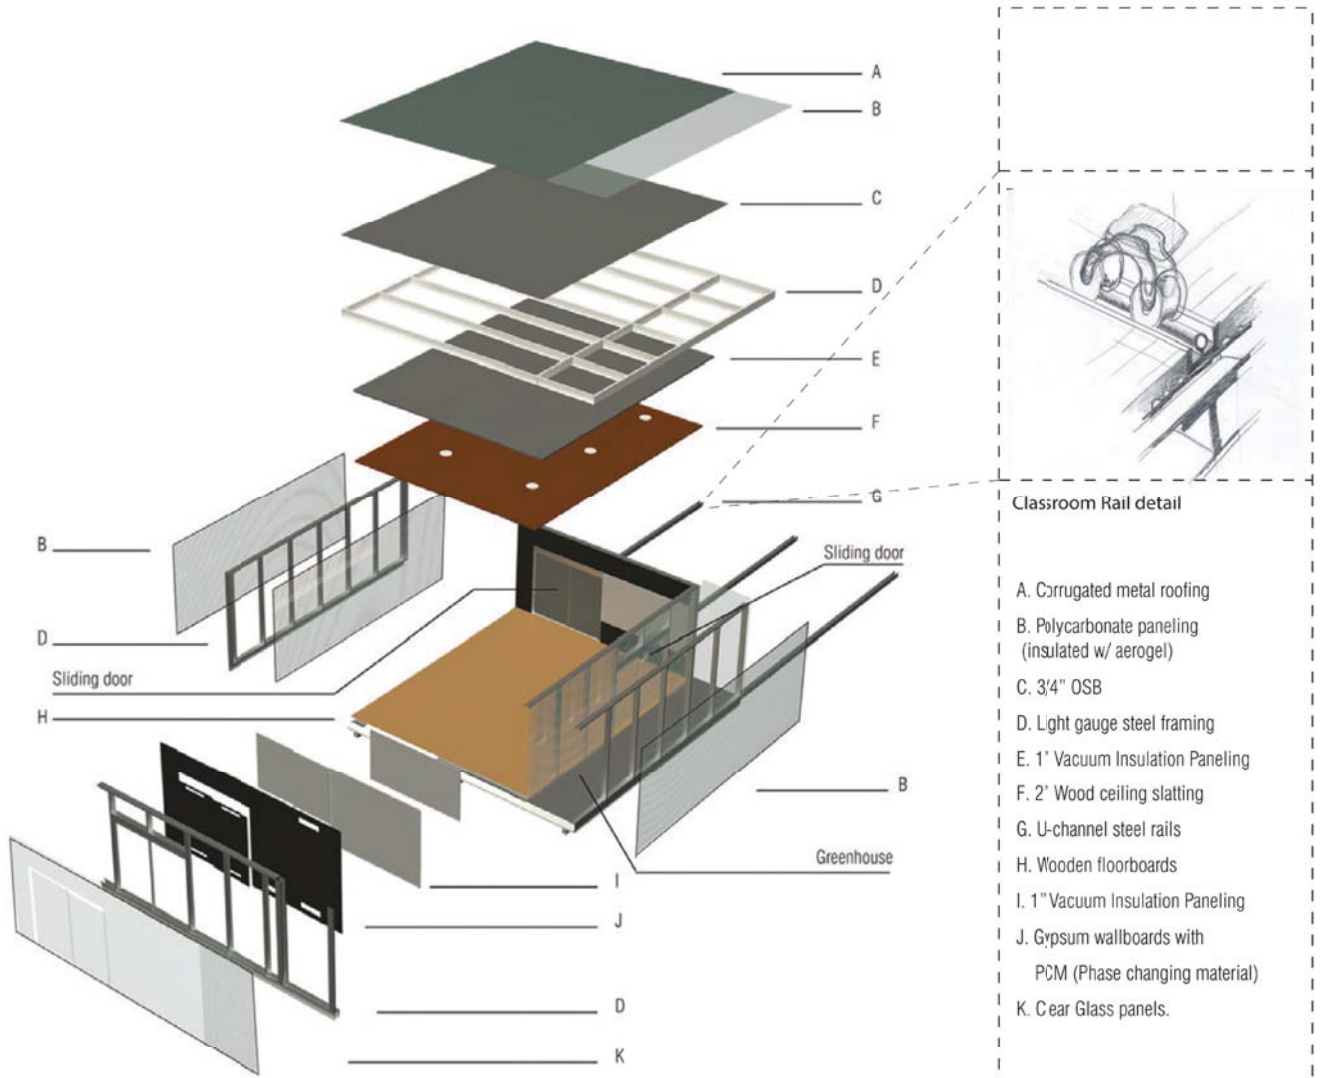 A
B
C
D
E
F
G
Classroom Rail detail
B
Sliding door
D
Sliding door
H
B
Greenhouse
I
J
D
K
A. Corrugated metal roofing
B. Polycarbonate paneling
(insulated w/ aerogel)
C. 3/4" OSB
D. Light gauge steel framing
E. 1' Vacuum Insulation Paneling
F. 2' Wood ceiling slatting
G. U-channel steel rails
H. Wooden floorboards
I. 1" Vacuum Insulation Paneling
J. Gypsum wallboards with
PCM (Phase changing material)
K. Clear Glass panels.